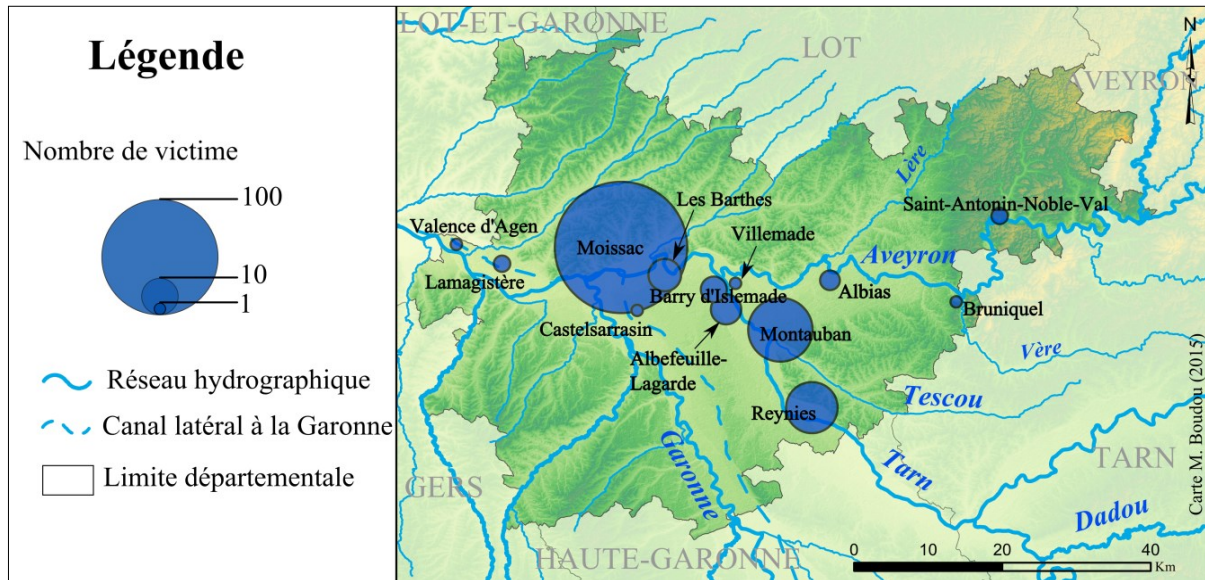 Légende
Nombre de victime
100
10
1
Réseau hydrographique
Canal latéral à la Garonne
Limite départementale
LOT-ET-GARONNE
LOT
AVEYRON
N
Lère
Les Barthes
Saint-Antonin-Noble-Val
Valence d'Agen
Villemade
Moissac
Aveyron
Lamagistère
Barry d'Islemade
Albias
Bruniquel
Castelsarrasin
Montauban
Albefeuille-
Lagarde
Vère
Tescou
Reynies
Garonne
Tarn
TARN
GERS
Dadou
HAUTE-GARONNE
0 10 20 40
Km
Carte M. Boudou (2015)